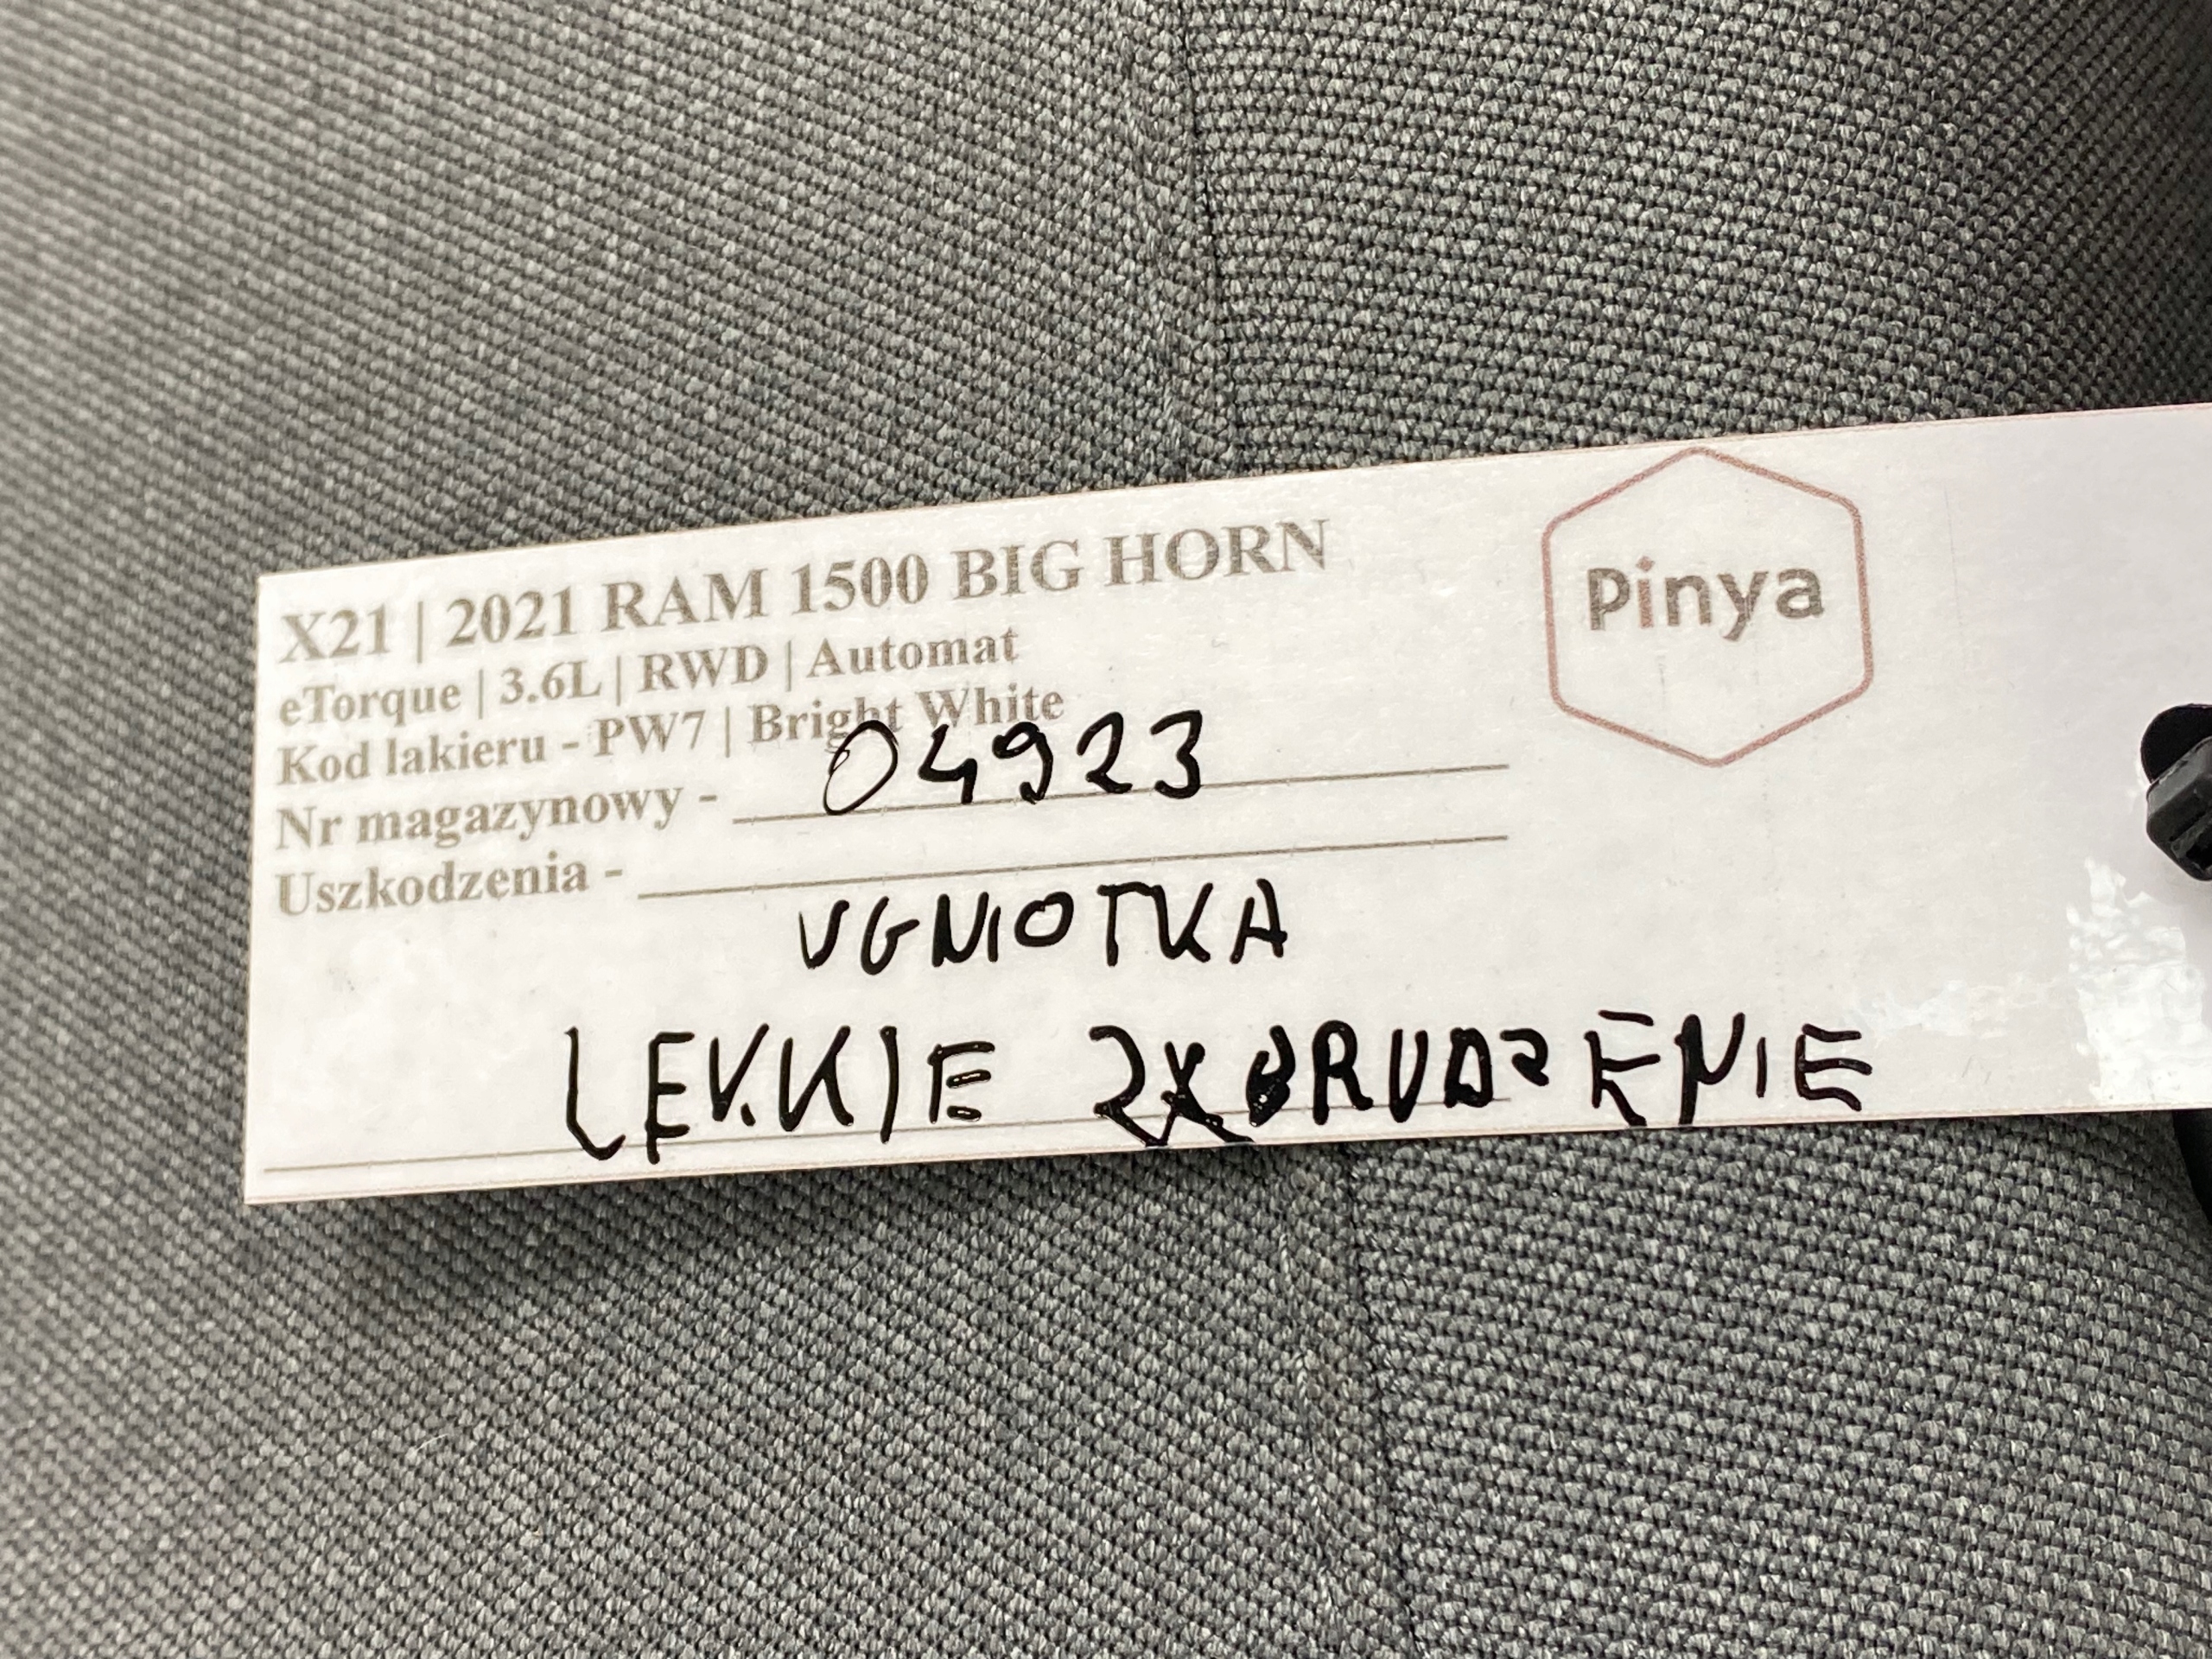 X21 | 2021 RAM 1500 BIG HORN
Pinya
eTorque | 3.6L | RWD | Automat
Kod lakieru - PW7 | Bright White
Nr magazynowy - 04923
Uszkodzenia -
UGNIOTKA
LEKKIE ZABRUDZENIE